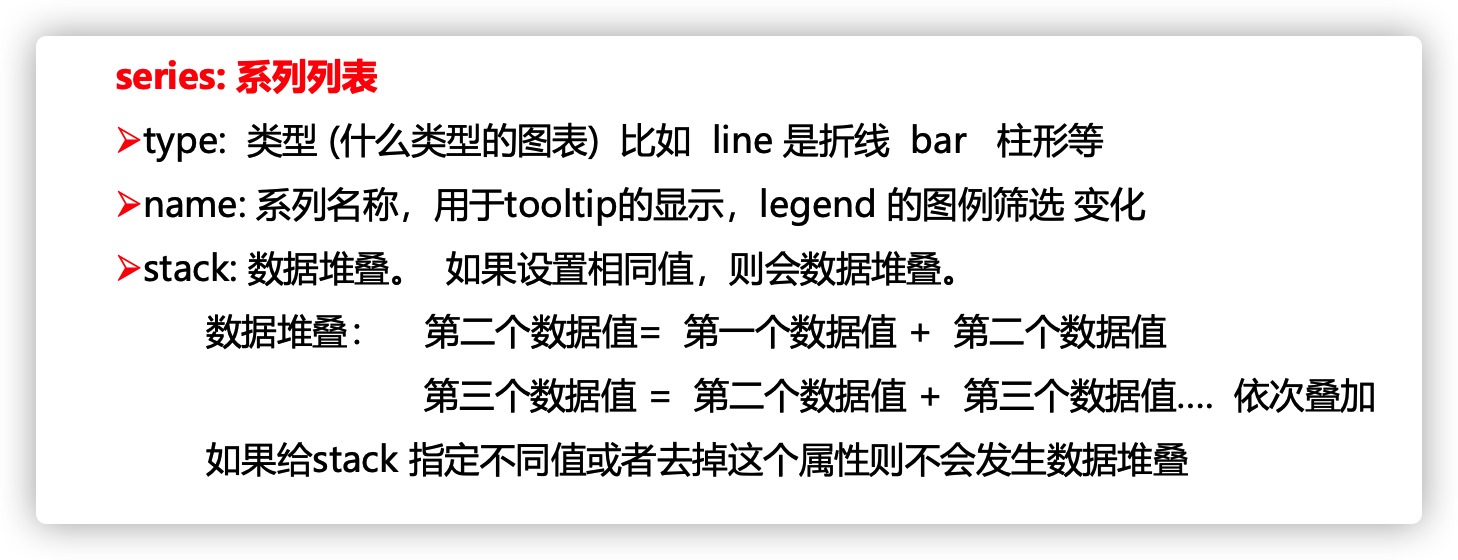 series: 系列列表
➢type: 类型 (什么类型的图表) 比如 line 是折线 bar 柱形等
➢name: 系列名称，用于tooltip的显示，legend 的图例筛选 变化
➢stack: 数据堆叠。 如果设置相同值，则会数据堆叠。
数据堆叠： 第二个数据值= 第一个数据值 + 第二个数据值
第三个数据值 = 第二个数据值 + 第三个数据值.... 依次叠加
如果给stack 指定不同值或者去掉这个属性则不会发生数据堆叠